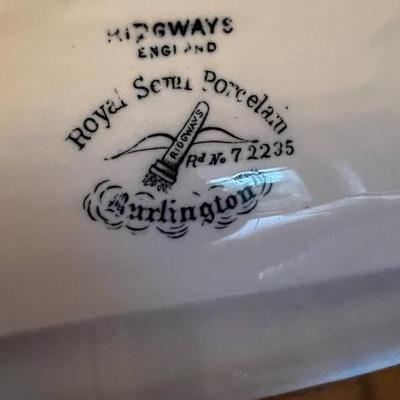 RIDGWAYS
ENGLAND
Royal Semi Porcelain
RIDGWAYS
Rd No 72235
Burlington